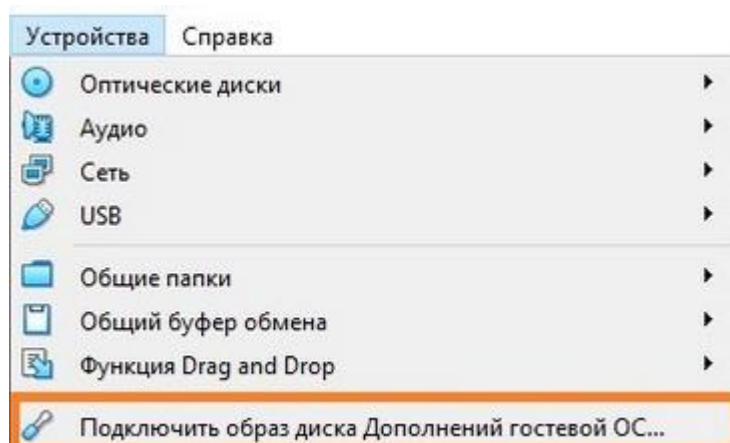 Устройства Справка
Оптические диски
Аудио
Сеть
USB
Общие папки
Общий буфер обмена
Функция Drag and Drop
Подключить образ диска Дополнений гостевой ОС...